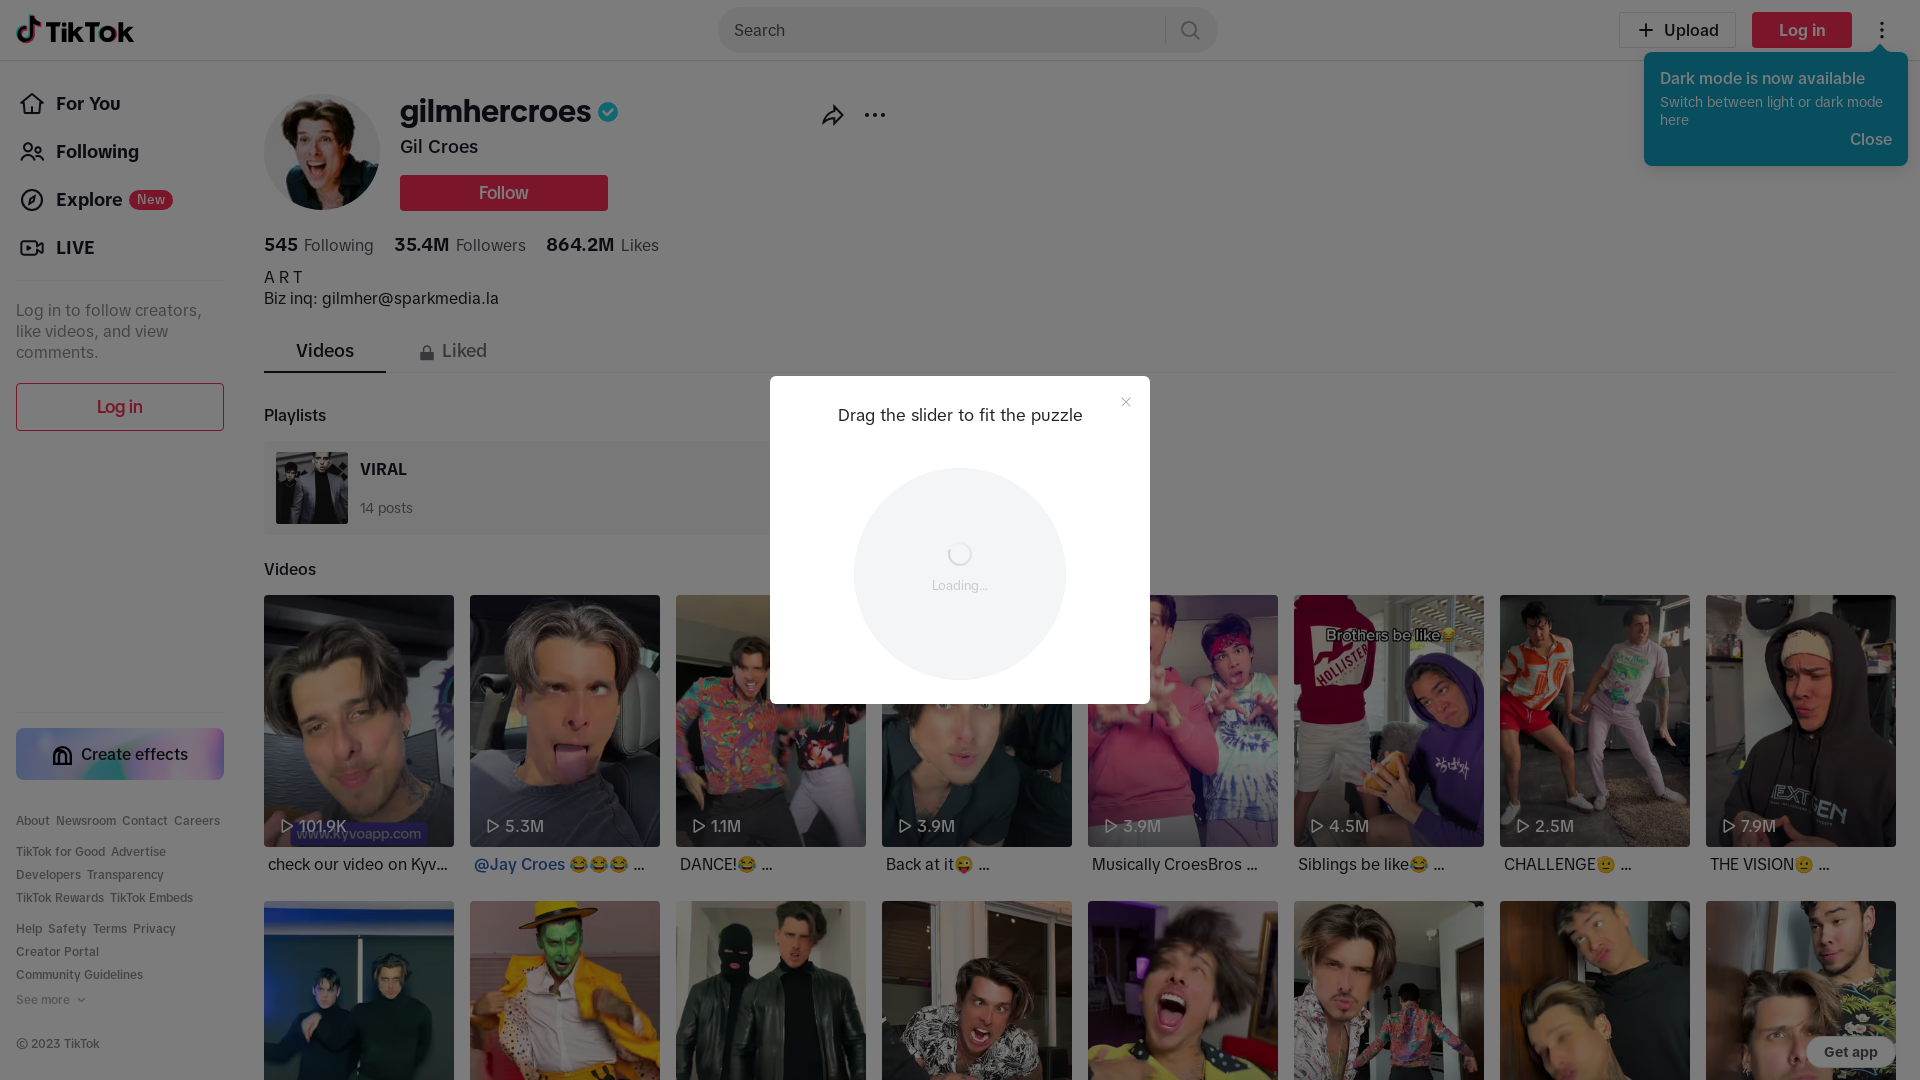 TikTok
Search
Upload
Log in
Dark mode is now available
Switch between light or dark mode
here
Close
For You
Following
Explore New
LIVE
Log in to follow creators,
like videos, and view
comments.
Log in
Create effects
About Newsroom Contact Careers
TikTok for Good Advertise
Developers Transparency
TikTok Rewards TikTok Embeds
Help Safety Terms Privacy
Creator Portal
Community Guidelines
See more
© 2023 TikTok
gilmhercroes
Gil Croes
Follow
545 Following 35.4M Followers 864.2M Likes
A R T
Biz inq: gilmher@sparkmedia.la
Videos Liked
Playlists
VIRAL
14 posts
Drag the slider to fit the puzzle
Loading...
Videos
Brothers be like😂
HOLLISTER
101.9K
www.kyvoapp.com
5.3M
1.1M
3.9M
3.9M
4.5M
2.5M
7.9M
check our video on Kyv...
@Jay Croes 😂😂😂 ...
DANCE!😂 ...
Back at it😜 ...
Musically CroesBros ...
Siblings be like😂 ...
CHALLENGE🫡 ...
THE VISION😐 ...
Get app